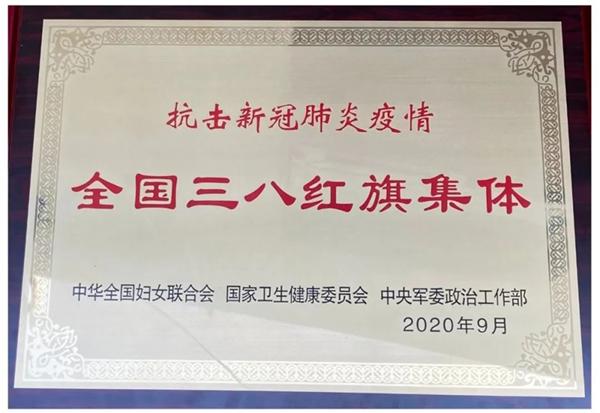 抗击新冠肺炎疫情
全国三八红旗集体
中华全国妇女联合会 国家卫生健康委员会 中央军委政治工作部
2020年9月